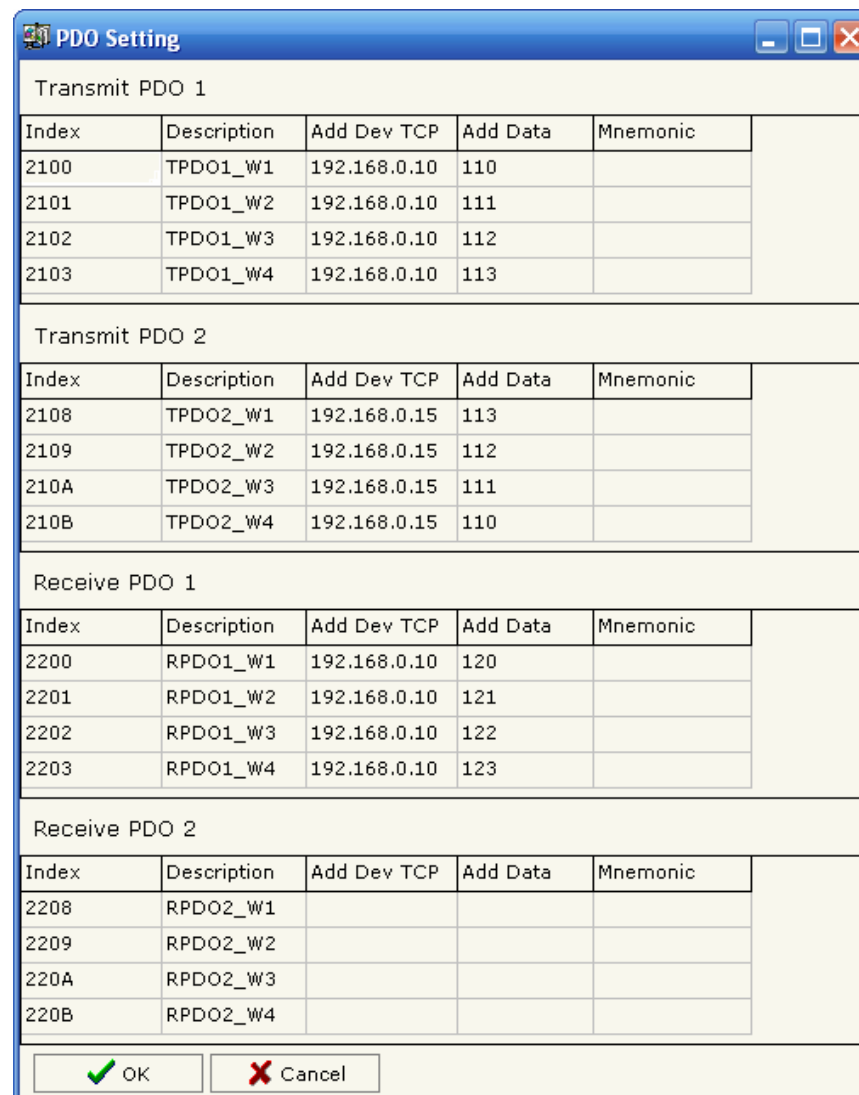 PDO Setting
Transmit PDO 1
Index Description Add Dev TCP Add Data Mnemonic
2100 TPDO1_W1 192.168.0.10 110
2101 TPDO1_W2 192.168.0.10 111
2102 TPDO1_W3 192.168.0.10 112
2103 TPDO1_W4 192.168.0.10 113
Transmit PDO 2
Index Description Add Dev TCP Add Data Mnemonic
2108 TPDO2_W1 192.168.0.15 113
2109 TPDO2_W2 192.168.0.15 112
210A TPDO2_W3 192.168.0.15 111
210B TPDO2_W4 192.168.0.15 110
Receive PDO 1
Index Description Add Dev TCP Add Data Mnemonic
2200 RPDO1_W1 192.168.0.10 120
2201 RPDO1_W2 192.168.0.10 121
2202 RPDO1_W3 192.168.0.10 122
2203 RPDO1_W4 192.168.0.10 123
Receive PDO 2
Index Description Add Dev TCP Add Data Mnemonic
2208 RPDO2_W1
2209 RPDO2_W2
220A RPDO2_W3
220B RPDO2_W4
OK Cancel